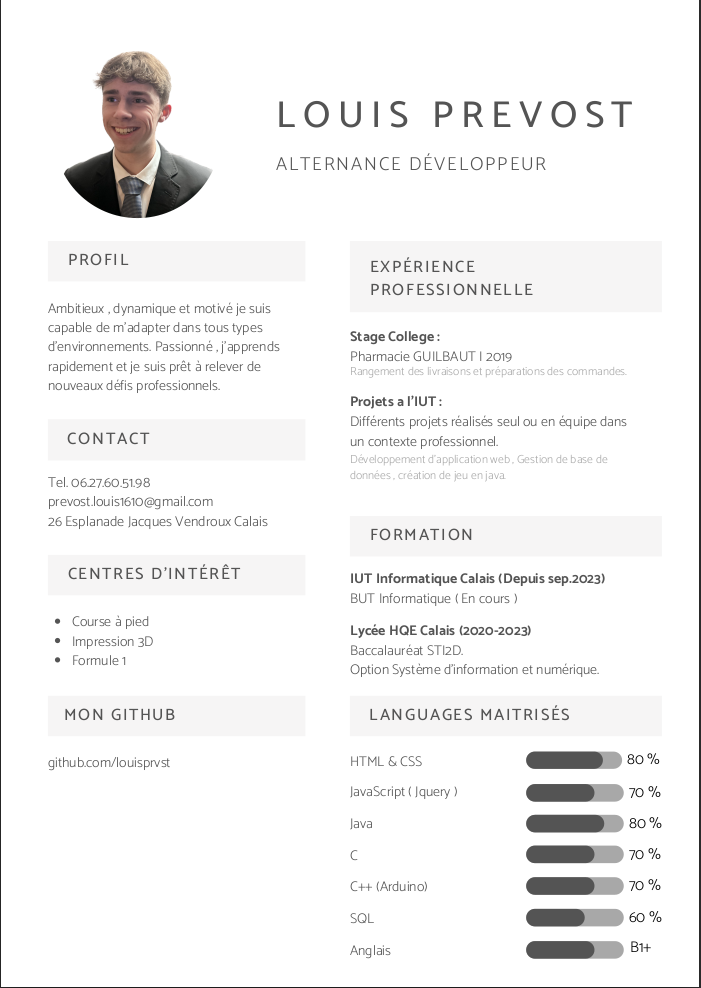 LOUIS PREVOST
ALTERNANCE DÉVELOPPEUR
PROFIL
Ambitieux , dynamique et motivé je suis
capable de m'adapter dans tous types
d'environnements. Passionné , j'apprends
rapidement et je suis prêt à relever de
nouveaux défis professionnels.
CONTACT
Tel. 06.27.60.51.98
prevost.louis1610@gmail.com
26 Esplanade Jacques Vendroux Calais
CENTRES D'INTÉRÊT
• Course à pied
• Impression 3D
• Formule 1
MON GITHUB
github.com/louisprvst
EXPÉRIENCE
PROFESSIONNELLE
Stage College :
Pharmacie GUILBAUT I 2019
Rangement des livraisons et préparations des commandes.
Projets a l'IUT :
Différents projets réalisés seul ou en équipe dans
un contexte professionnel.
Développement d'application web , Gestion de base de
données , création de jeu en java.
FORMATION
IUT Informatique Calais (Depuis sep.2023)
BUT Informatique ( En cours )
Lycée HQE Calais (2020-2023)
Baccalauréat STI2D.
Option Système d'information et numérique.
LANGUAGES MAITRISÉS
HTML & CSS 80 %
JavaScript ( Jquery ) 70 %
Java 80 %
C 70 %
C++ (Arduino) 70 %
SQL 60 %
Anglais B1+